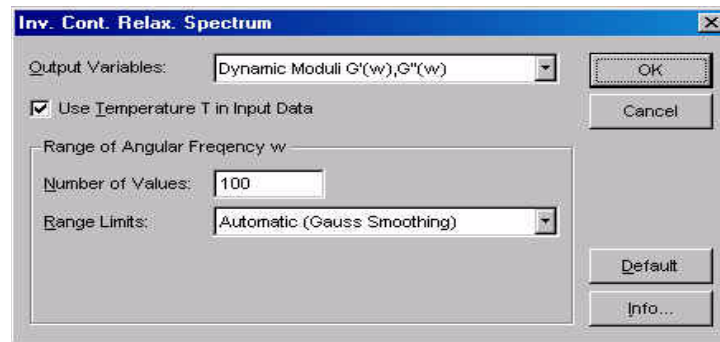 Inv. Cont. Relax. Spectrum
Output Variables: Dynamic Moduli G'(w),G''(w)
OK
Use Temperature T in Input Data
Cancel
Range of Angular Freqency w
Number of Values: 100
Range Limits: Automatic (Gauss Smoothing)
Default
Info...